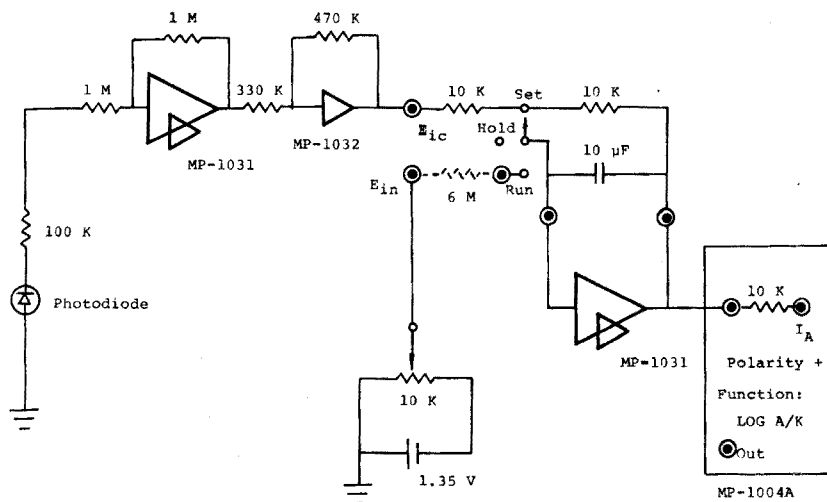 1 M
470 K
1 M
330 K
10 K
Set
10 K
MP-1031
MP-1032
E_ic
Hold
10 µF
E_in
6 M
Run
100 K
Photodiode
10 K
I_A
MP-1031
Polarity +
10 K
Function:
LOG A/K
Out
1.35 V
MP-1004A